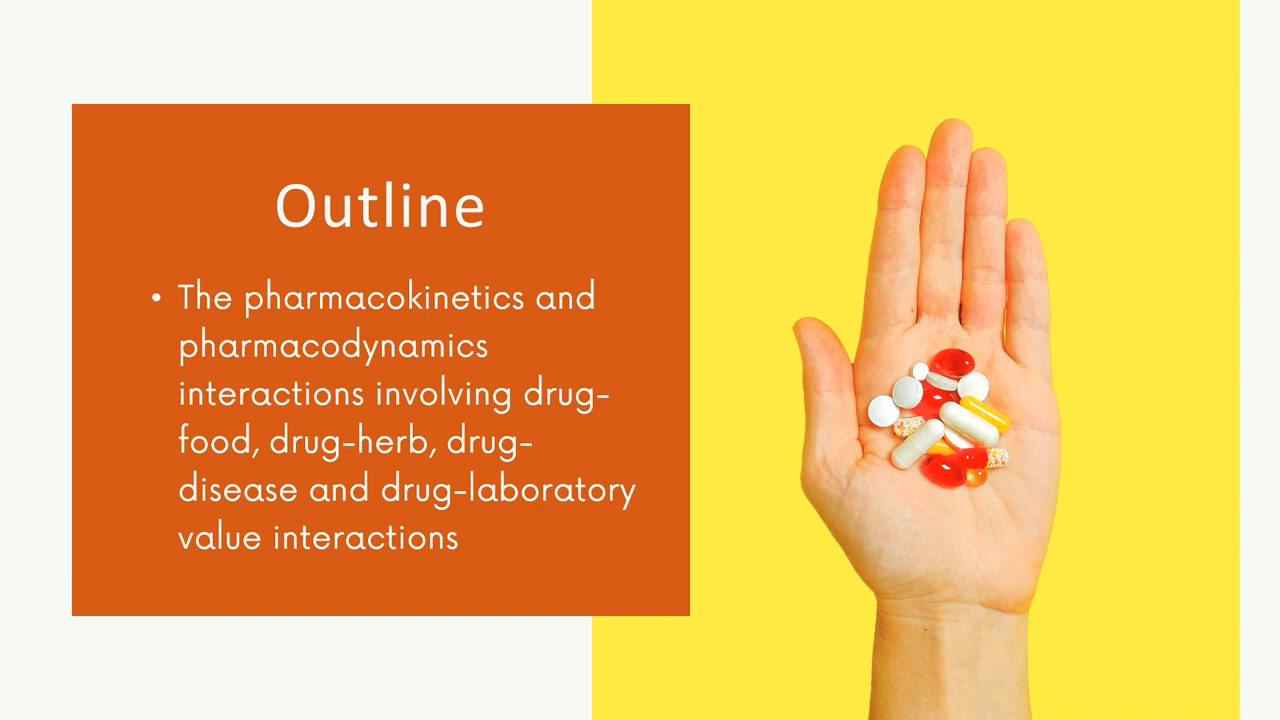 Outline
• The pharmacokinetics and
pharmacodynamics
interactions involving drug-
food, drug-herb, drug-
disease and drug-laboratory
value interactions